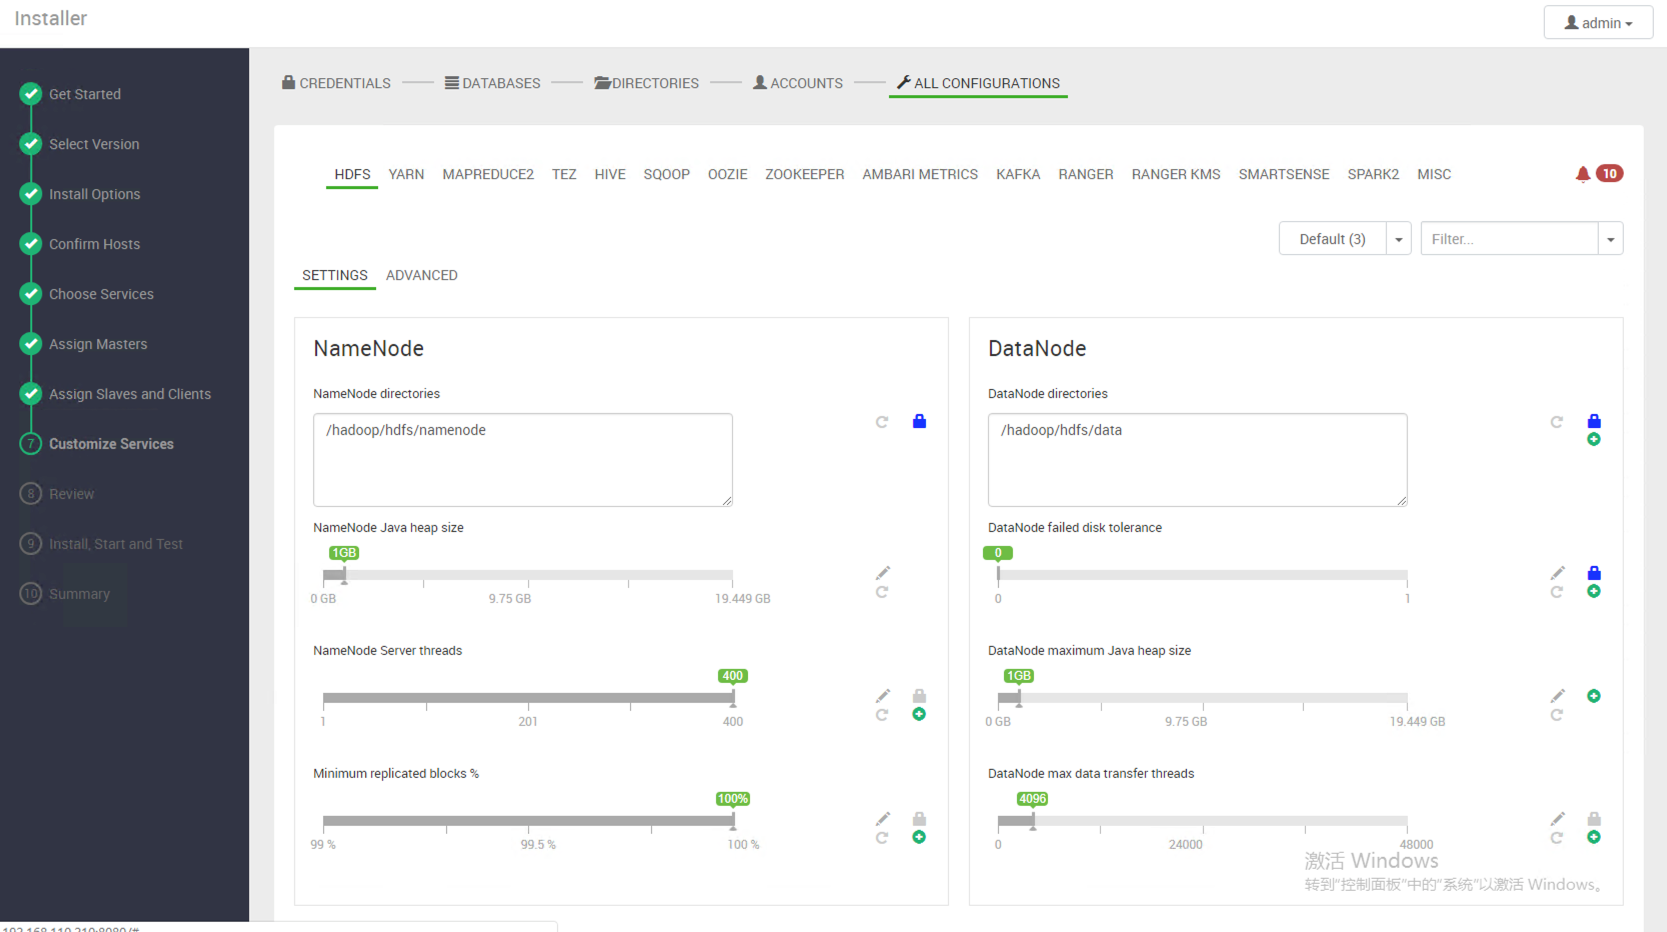 Installer
admin
Get Started
Select Version
Install Options
Confirm Hosts
Choose Services
Assign Masters
Assign Slaves and Clients
7 Customize Services
8 Review
9 Install, Start and Test
10 Summary
CREDENTIALS DATABASES DIRECTORIES ACCOUNTS ALL CONFIGURATIONS
HDFS YARN MAPREDUCE2 TEZ HIVE SQOOP OOZIE ZOOKEEPER AMBARI METRICS KAFKA RANGER RANGER KMS SMARTSENSE SPARK2 MISC 10
Default (3) Filter...
SETTINGS ADVANCED
NameNode
NameNode directories
/hadoop/hdfs/namenode
NameNode Java heap size
1GB
0 GB 9.75 GB 19.449 GB
NameNode Server threads
400
1 201 400
Minimum replicated blocks %
100%
99 % 99.5 % 100 %
DataNode
DataNode directories
/hadoop/hdfs/data
DataNode failed disk tolerance
0
0 1
DataNode maximum Java heap size
1GB
0 GB 9.75 GB 19.449 GB
DataNode max data transfer threads
4096
0 24000 48000
激活 Windows
转到"控制面板"中的"系统"以激活 Windows。